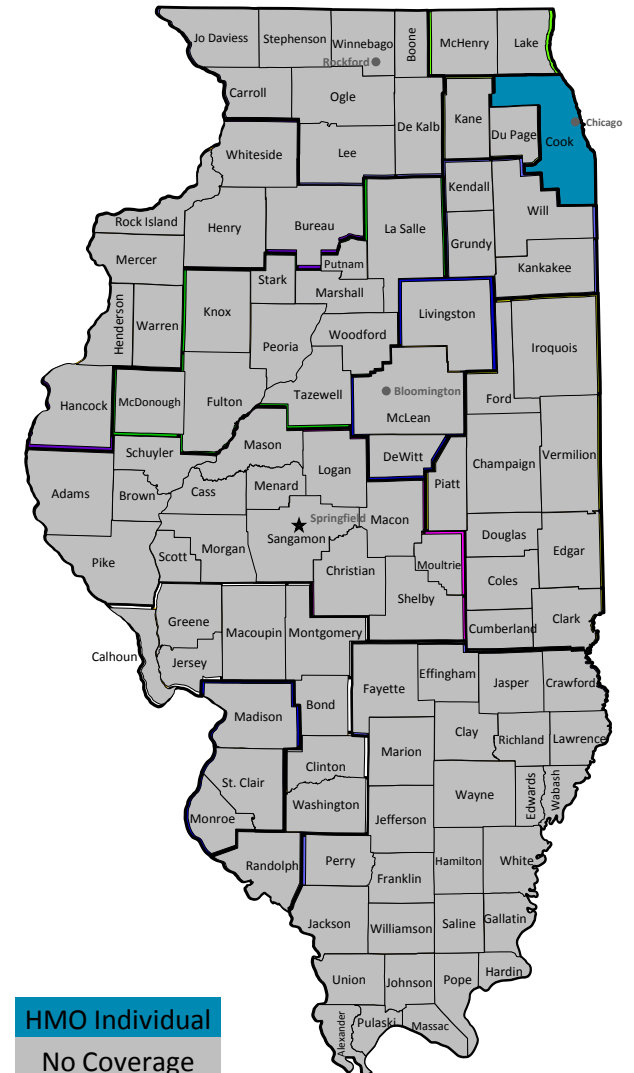 Jo Daviess
Stephenson
Winnebago
Boone
McHenry
Lake
Rockford
Carroll
Ogle
De Kalb
Kane
Du Page
Cook
Chicago
Whiteside
Lee
Kendall
Will
Rock Island
Henry
Bureau
La Salle
Grundy
Putnam
Kankakee
Mercer
Stark
Marshall
Henderson
Warren
Knox
Peoria
Woodford
Livingston
Iroquois
Hancock
McDonough
Fulton
Tazewell
Bloomington
McLean
Ford
Mason
Schuyler
Logan
DeWitt
Champaign
Vermilion
Adams
Brown
Cass
Menard
Piatt
Springfield
Macon
Sangamon
Douglas
Edgar
Pike
Scott
Morgan
Christian
Moultrie
Coles
Shelby
Greene
Macoupin
Montgomery
Cumberland
Clark
Calhoun
Jersey
Fayette
Effingham
Jasper
Crawford
Madison
Bond
Clay
Richland
Lawrence
Marion
Clinton
St. Clair
Wayne
Edwards
Wabash
Washington
Monroe
Jefferson
Randolph
Perry
Hamilton
White
Franklin
Jackson
Williamson
Saline
Gallatin
Union
Johnson
Pope
Hardin
Alexander
Pulaski
Massac
HMO Individual
No Coverage